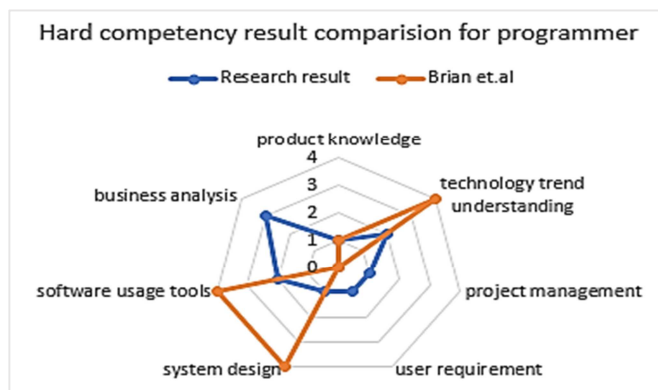 Hard competency result comparision for programmer
Research result
Brian et.al
product knowledge
4
3
2
1
0
technology trend
understanding
business analysis
software usage tools
project management
system design
user requirement